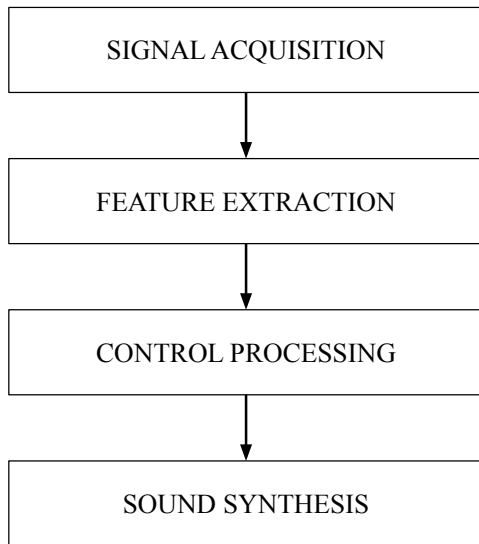 SIGNAL ACQUISITION
FEATURE EXTRACTION
CONTROL PROCESSING
SOUND SYNTHESIS